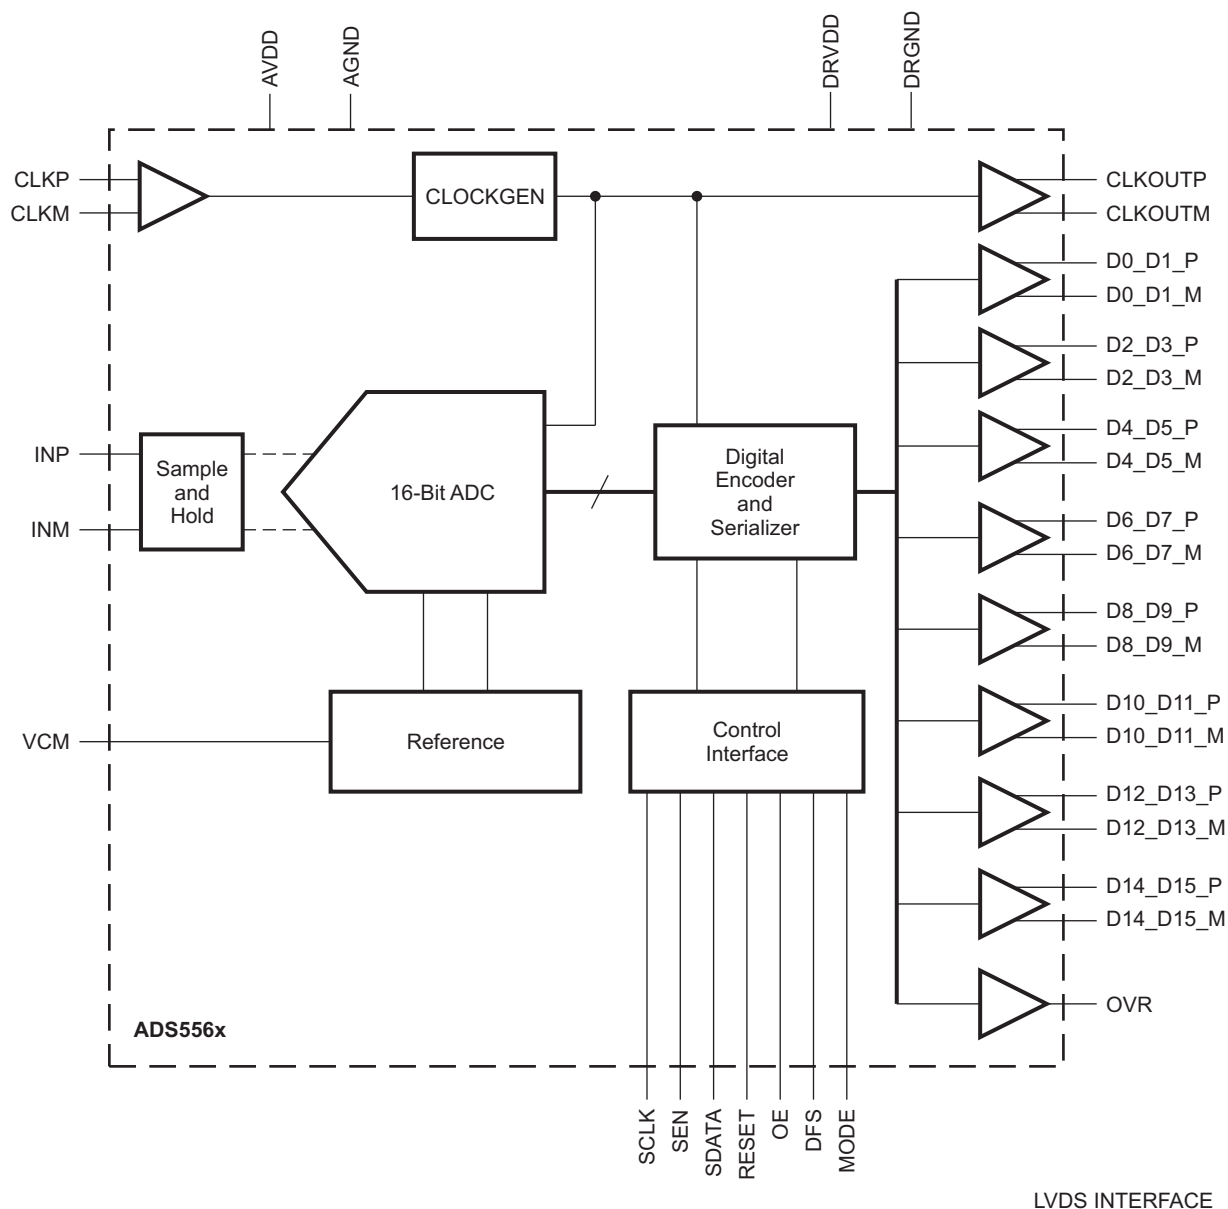 AVDD
AGND
DRVDD
DRGND
CLKP
CLKM
CLOCKGEN
CLKOUTP
CLKOUTM
D0_D1_P
D0_D1_M
D2_D3_P
D2_D3_M
D4_D5_P
D4_D5_M
INP
INM
Sample
and
Hold
16-Bit ADC
Digital
Encoder
and
Serializer
D6_D7_P
D6_D7_M
D8_D9_P
D8_D9_M
VCM
Reference
Control
Interface
D10_D11_P
D10_D11_M
D12_D13_P
D12_D13_M
D14_D15_P
D14_D15_M
OVR
ADS556x
SCLK
SEN
SDATA
RESET
OE
DFS
MODE
LVDS INTERFACE